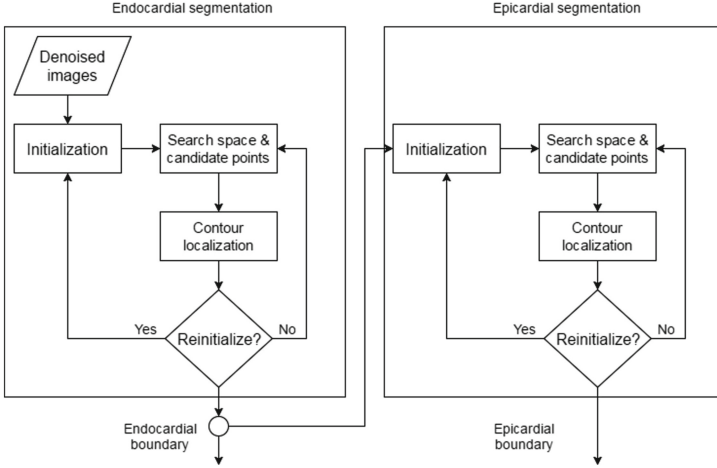 Endocardial segmentation
Denoised
images
Initialization
Search space &
candidate points
Contour
localization
Reinitialize?
Yes
No
Endocardial
boundary
Epicardial segmentation
Initialization
Search space &
candidate points
Contour
localization
Reinitialize?
Yes
No
Epicardial
boundary